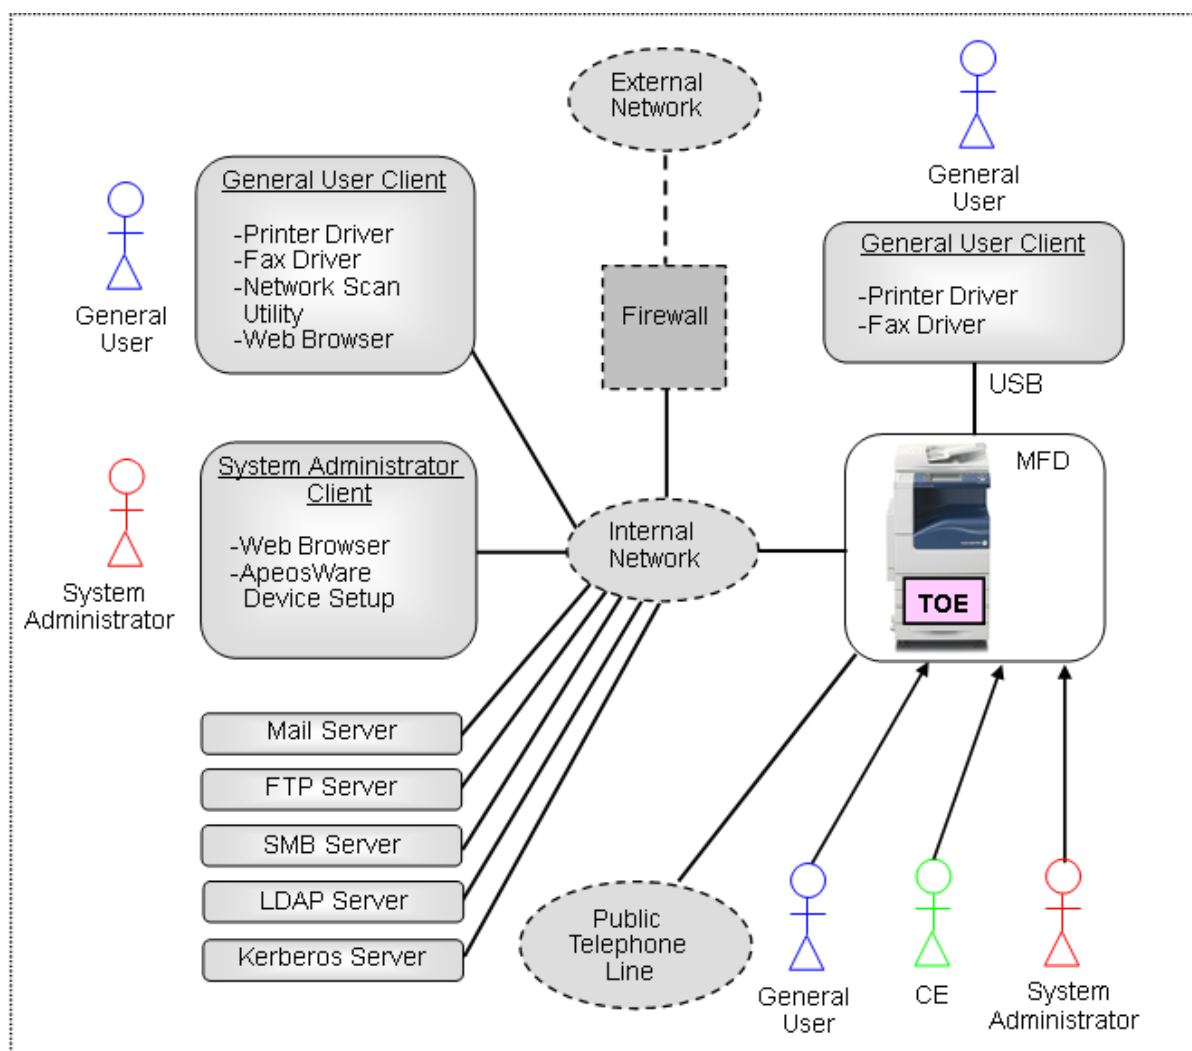 External
Network
General
User
General User Client
-Printer Driver
-Fax Driver
-Network Scan
Utility
-Web Browser
General
User
General User Client
-Printer Driver
-Fax Driver
Firewall
USB
MFD
TOE
System Administrator
Client
-Web Browser
-ApeosWare
Device Setup
System
Administrator
Internal
Network
Mail Server
FTP Server
SMB Server
LDAP Server
Kerberos Server
Public
Telephone
Line
General
User
CE
System
Administrator